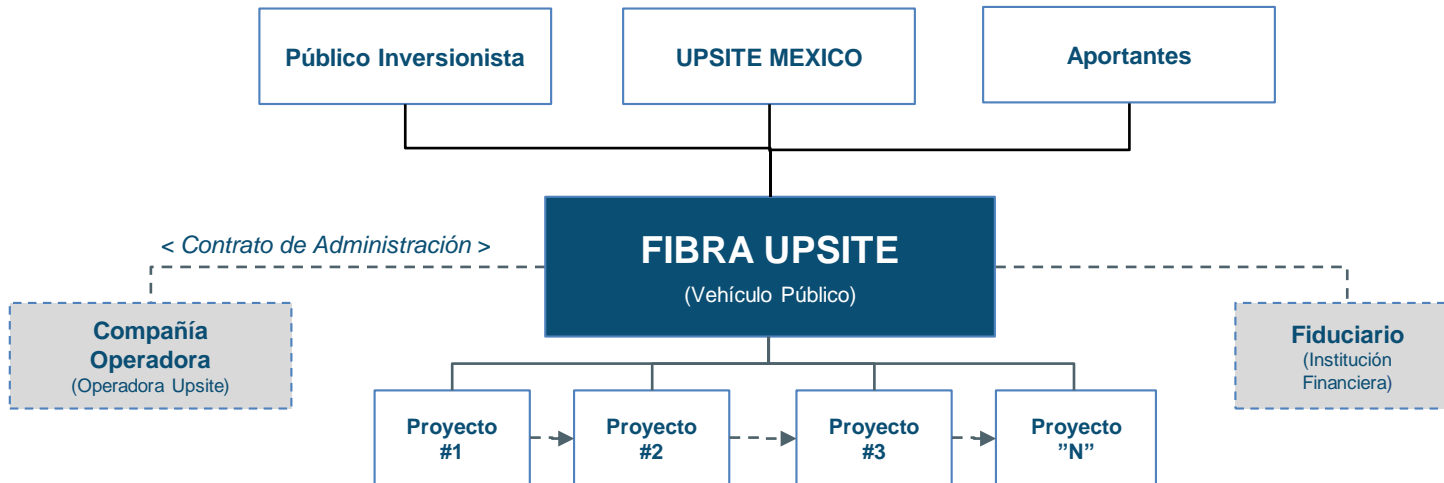 Público Inversionista
UPSITE MEXICO
Aportantes
< Contrato de Administración >
FIBRA UPSITE
(Vehículo Público)
Compañía
Operadora
(Operadora Upsite)
Fiduciario
(Institución
Financiera)
Proyecto
#1
Proyecto
#2
Proyecto
#3
Proyecto
”N”